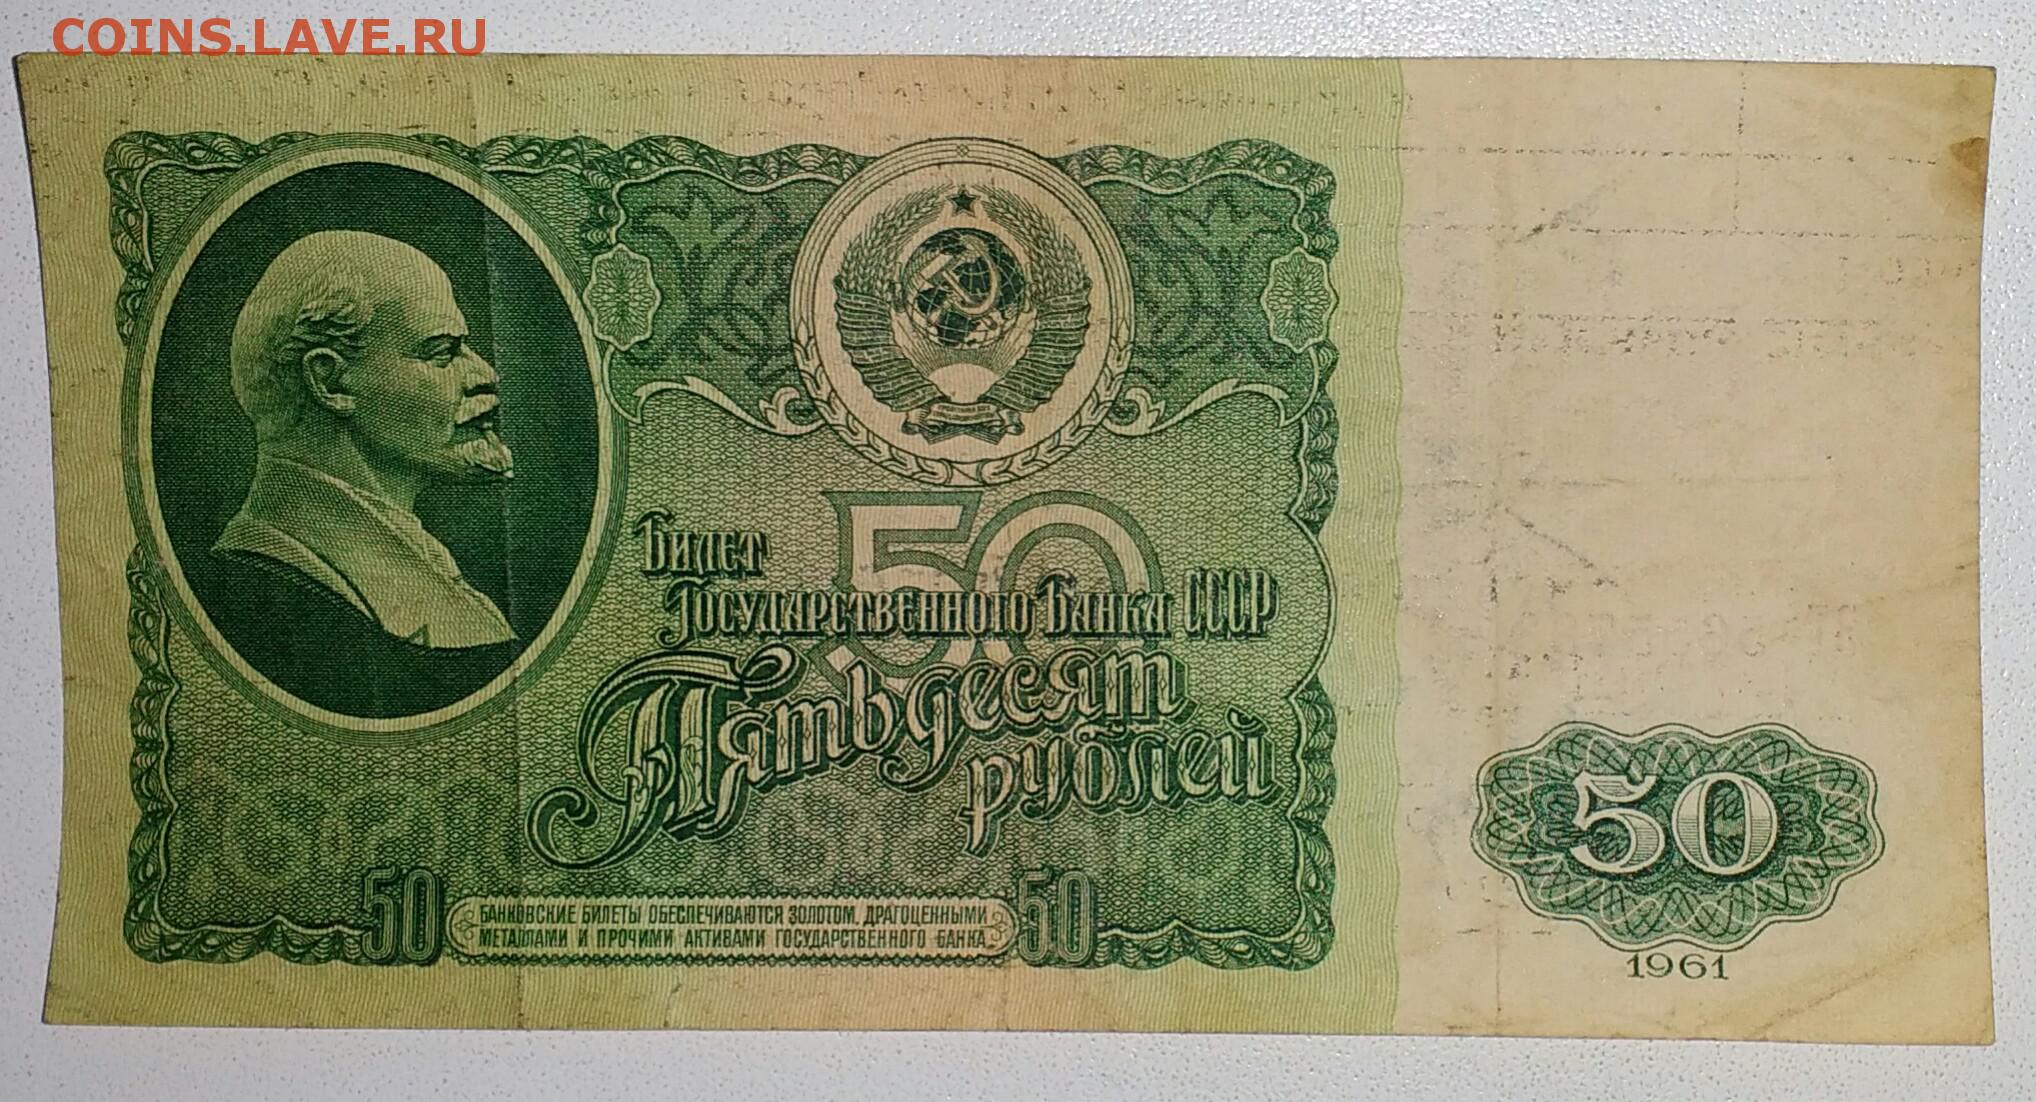 COINS.LAVE.RU
Билет
Государственного Банка СССР
50
Пятьдесят
рублей
50
БАНКОВСКИЕ БИЛЕТЫ ОБЕСПЕЧИВАЮТСЯ ЗОЛОТОМ, ДРАГОЦЕННЫМИ
МЕТАЛЛАМИ И ПРОЧИМИ АКТИВАМИ ГОСУДАРСТВЕННОГО БАНКА.
50
50
1961